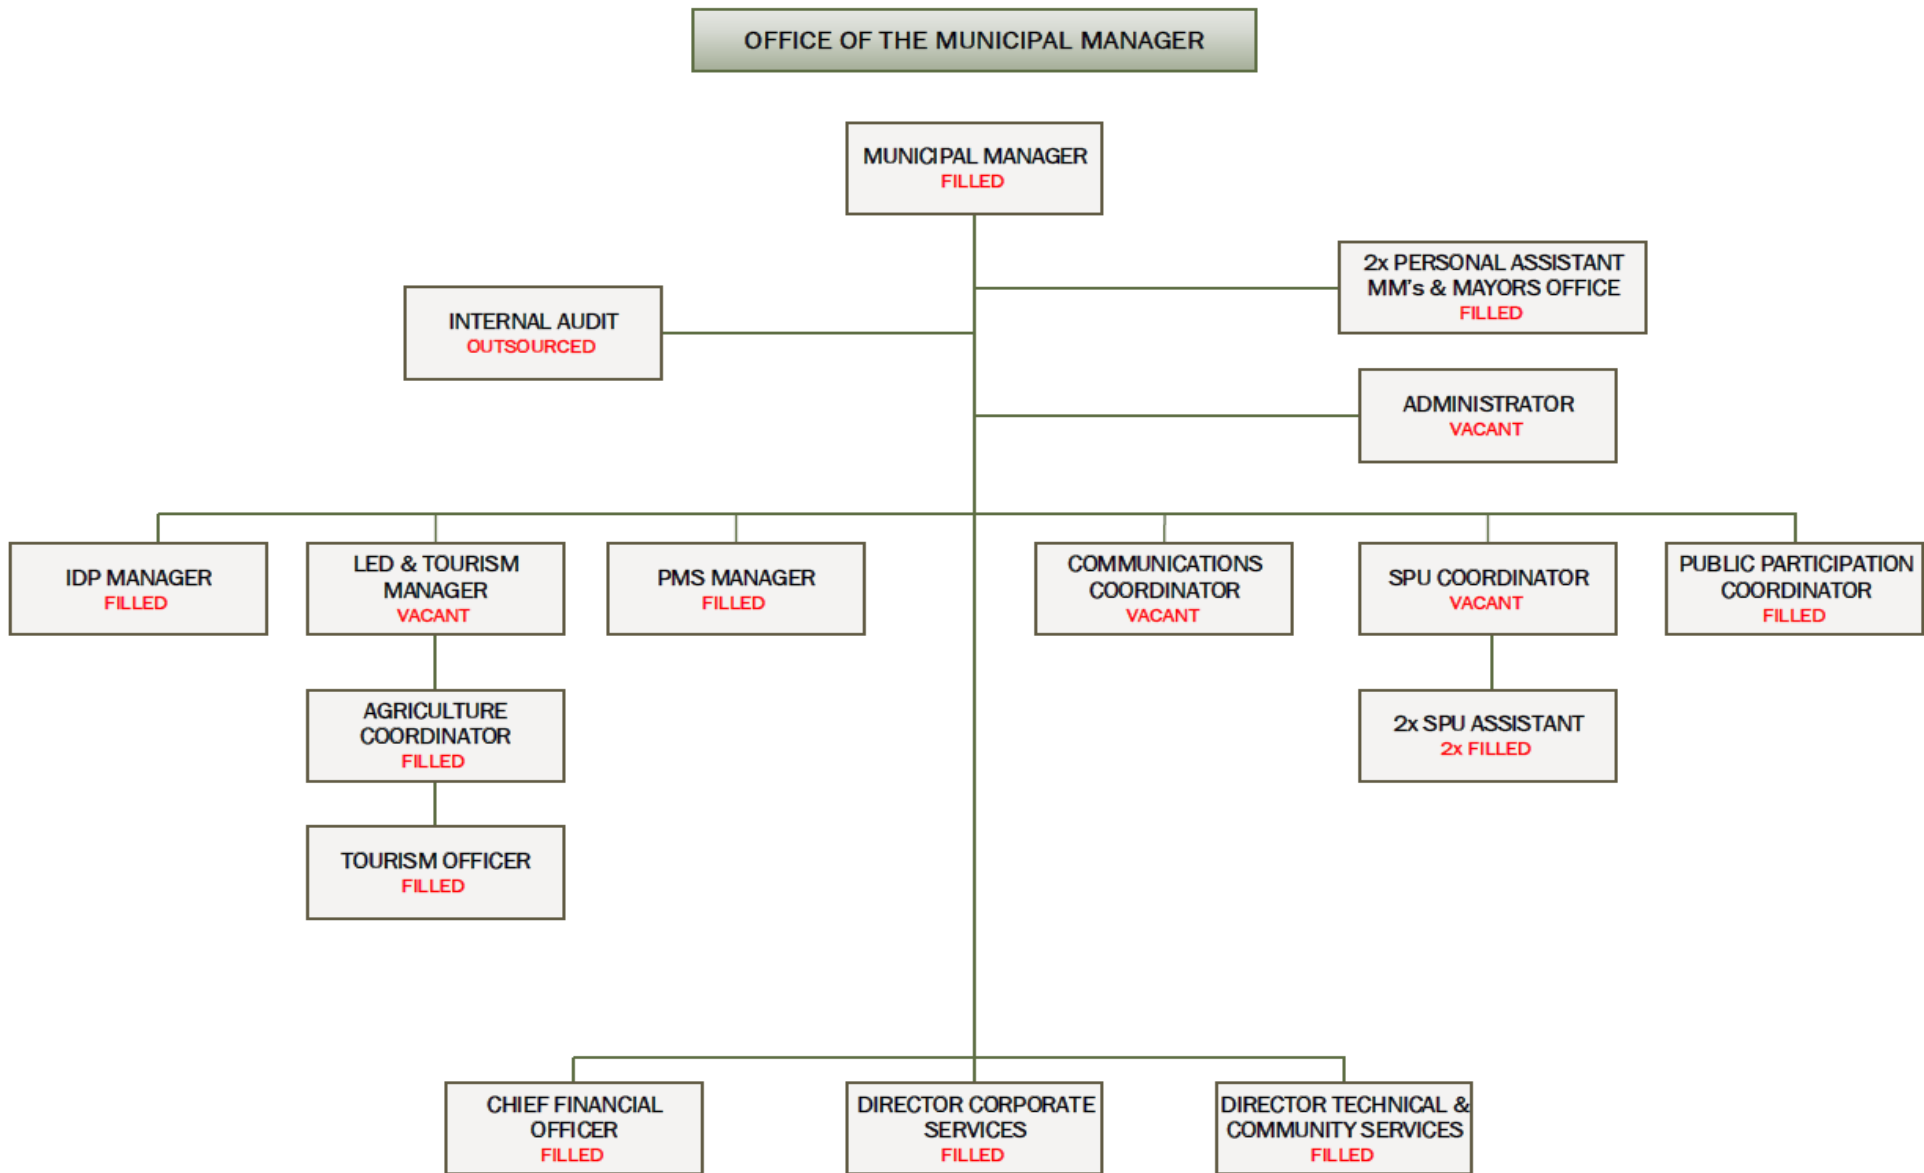 OFFICE OF THE MUNICIPAL MANAGER
MUNICIPAL MANAGER
FILLED
2x PERSONAL ASSISTANT
MM's & MAYORS OFFICE
FILLED
INTERNAL AUDIT
OUTSOURCED
ADMINISTRATOR
VACANT
IDP MANAGER
FILLED
LED & TOURISM
MANAGER
VACANT
PMS MANAGER
FILLED
COMMUNICATIONS
COORDINATOR
VACANT
SPU COORDINATOR
VACANT
PUBLIC PARTICIPATION
COORDINATOR
FILLED
AGRICULTURE
COORDINATOR
FILLED
2x SPU ASSISTANT
2x FILLED
TOURISM OFFICER
FILLED
CHIEF FINANCIAL
OFFICER
FILLED
DIRECTOR CORPORATE
SERVICES
FILLED
DIRECTOR TECHNICAL &
COMMUNITY SERVICES
FILLED